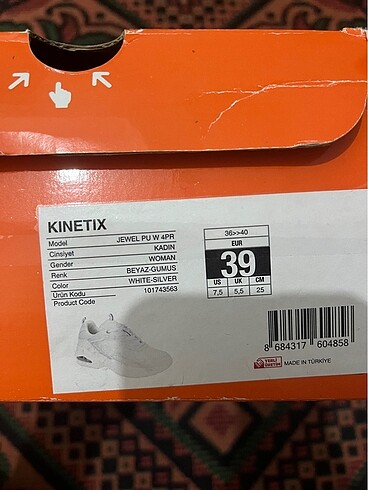 KINETIX
Model JEWEL PU W 4PR
Cinsiyet KADIN
Gender WOMAN
Renk BEYAZ-GUMUS
Color WHITE-SILVER
Ürün Kodu 101743563
Product Code
36>>40
EUR
39
US UK CM
7,5 5,5 25
8 684317 604858
YERLİ ÜRETİM
MADE IN TÜRKİYE